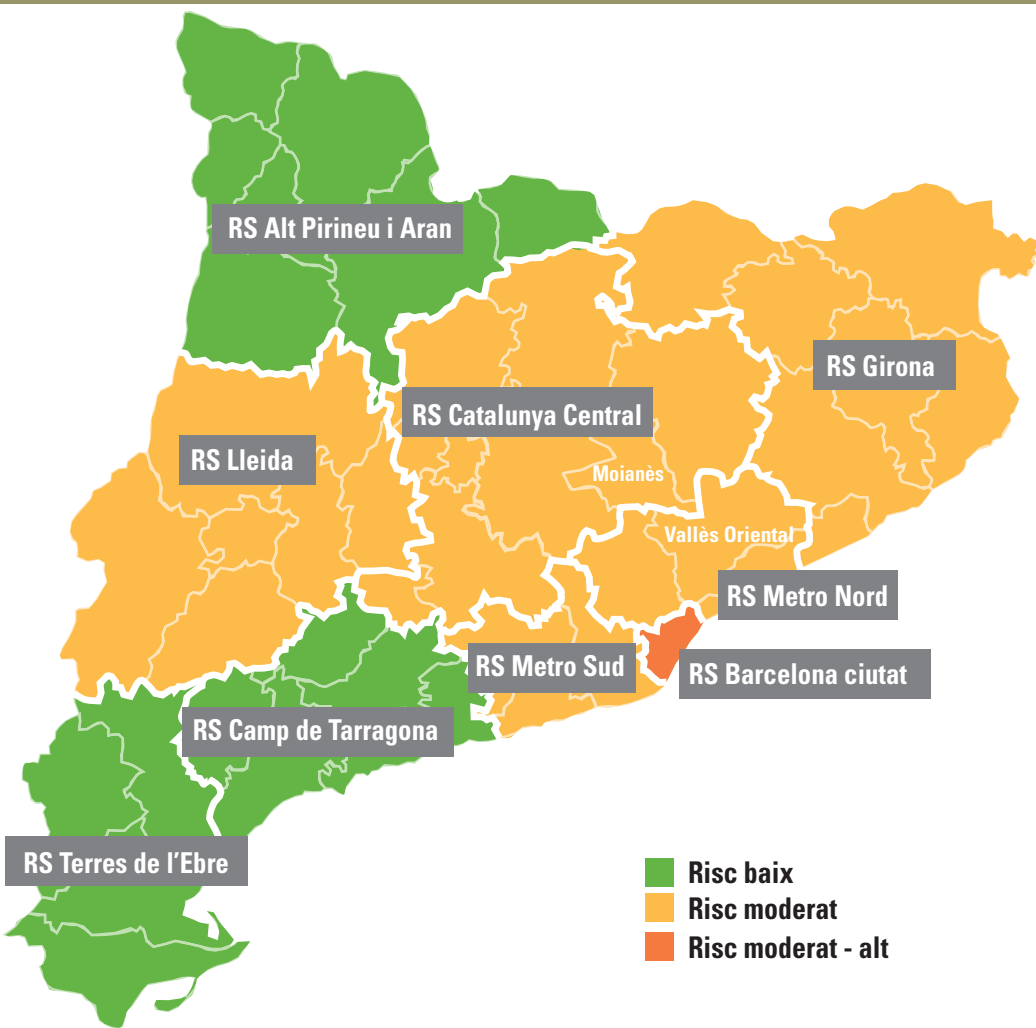 RS Alt Pirineu i Aran
RS Girona
RS Catalunya Central
RS Lleida
Moianès
Vallès Oriental
RS Metro Nord
RS Metro Sud
RS Barcelona ciutat
RS Camp de Tarragona
RS Terres de l'Ebre
Risc baix
Risc moderat
Risc moderat - alt